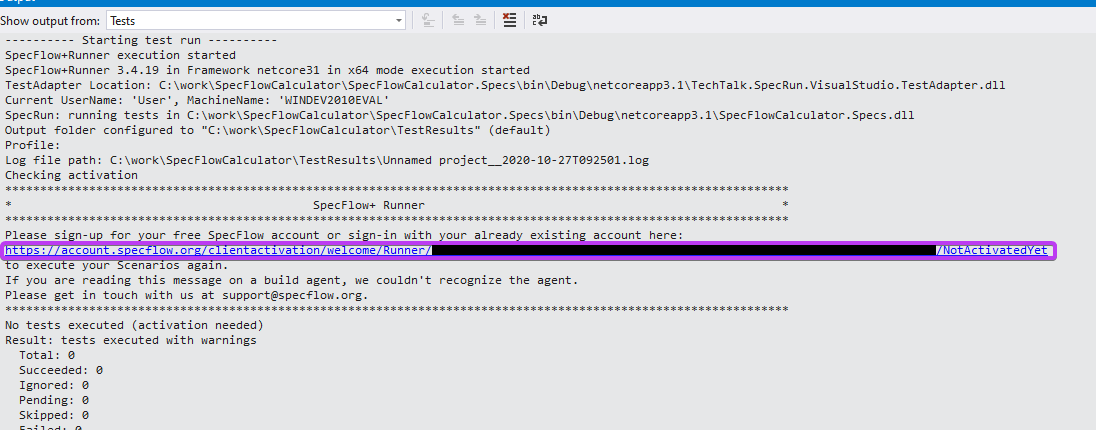 Output
Show output from: Tests
---------- Starting test run ----------
SpecFlow+Runner execution started
SpecFlow+Runner 3.4.19 in Framework netcore31 in x64 mode execution started
TestAdapter Location: C:\work\SpecFlowCalculator\SpecFlowCalculator.Specs\bin\Debug\netcoreapp3.1\TechTalk.SpecRun.VisualStudio.TestAdapter.dll
Current UserName: 'User', MachineName: 'WINDEV2010EVAL'
SpecRun: running tests in C:\work\SpecFlowCalculator\SpecFlowCalculator.Specs\bin\Debug\netcoreapp3.1\SpecFlowCalculator.Specs.dll
Output folder configured to "C:\work\SpecFlowCalculator\TestResults" (default)
Profile:
Log file path: C:\work\SpecFlowCalculator\TestResults\Unnamed project__2020-10-27T092501.log
Checking activation
*********************************************************************************************************************
* SpecFlow+ Runner *
*********************************************************************************************************************
Please sign-up for your free SpecFlow account or sign-in with your already existing account here:
https://account.specflow.org/clientactivation/welcome/Runner/ /NotActivatedYet
to execute your Scenarios again.
If you are reading this message on a build agent, we couldn't recognize the agent.
Please get in touch with us at support@specflow.org.
*********************************************************************************************************************
No tests executed (activation needed)
Result: tests executed with warnings
Total: 0
Succeeded: 0
Ignored: 0
Pending: 0
Skipped: 0
Failed: 0